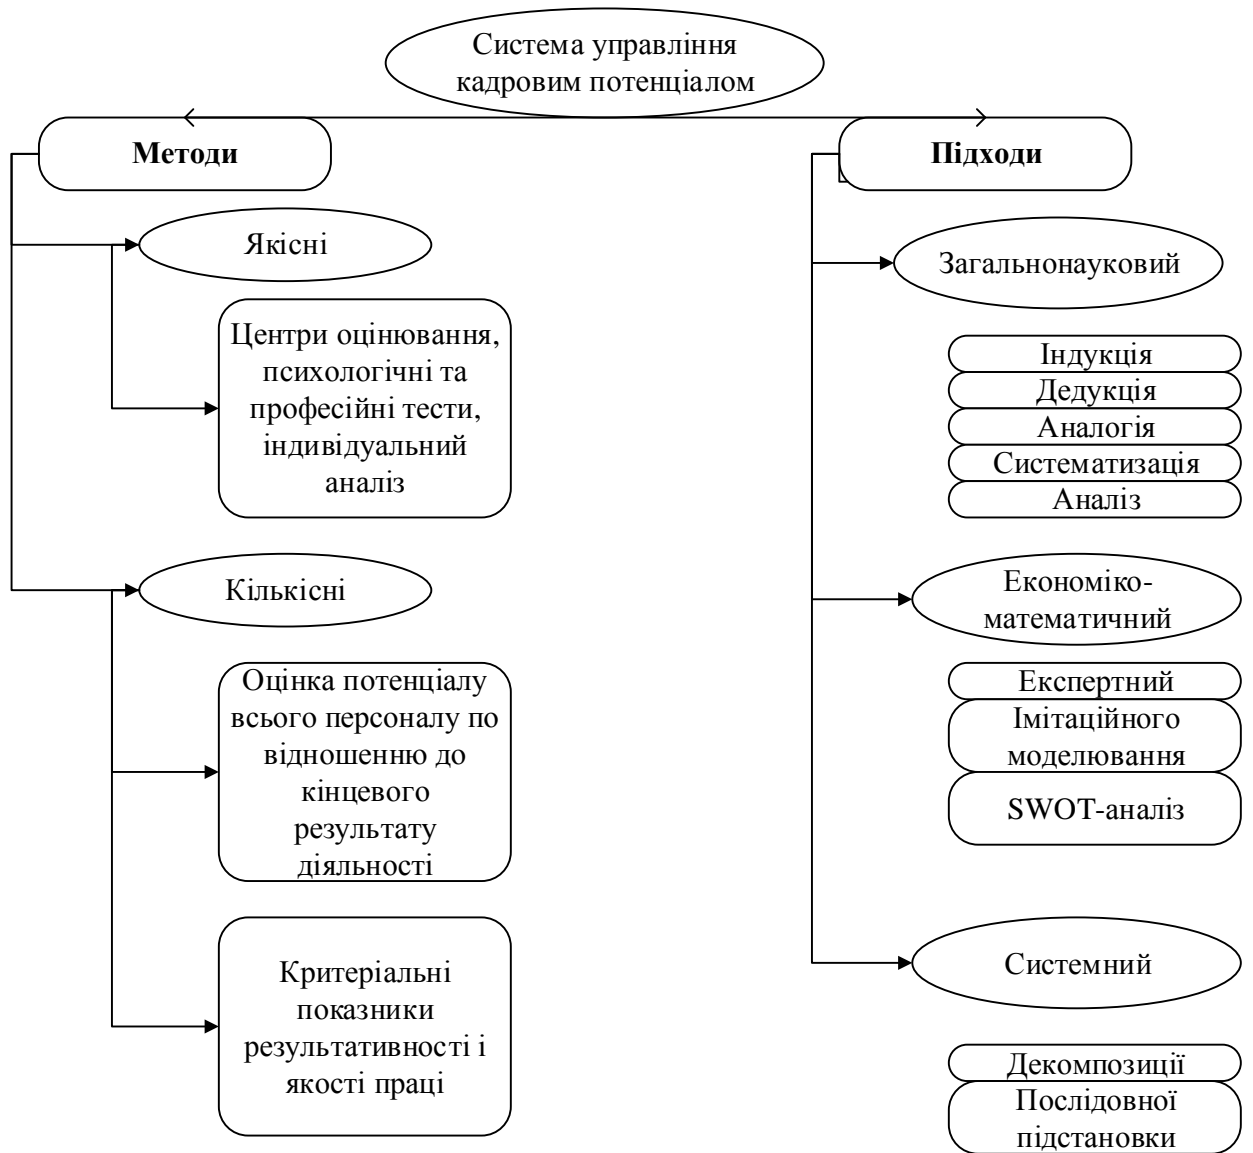 Система управління
кадровим потенціалом
Методи
Якісні
Центри оцінювання,
психологічні та
професійні тести,
індивідуальний
аналіз
Кількісні
Оцінка потенціалу
всього персоналу по
відношенню до
кінцевого
результату
діяльності
Критеріальні
показники
результативності і
якості праці
Підходи
Загальнонауковий
Індукція
Дедукція
Аналогія
Систематизація
Аналіз
Економіко-
математичний
Експертний
Імітаційного
моделювання
SWOT-аналіз
Системний
Декомпозиції
Послідовної
підстановки